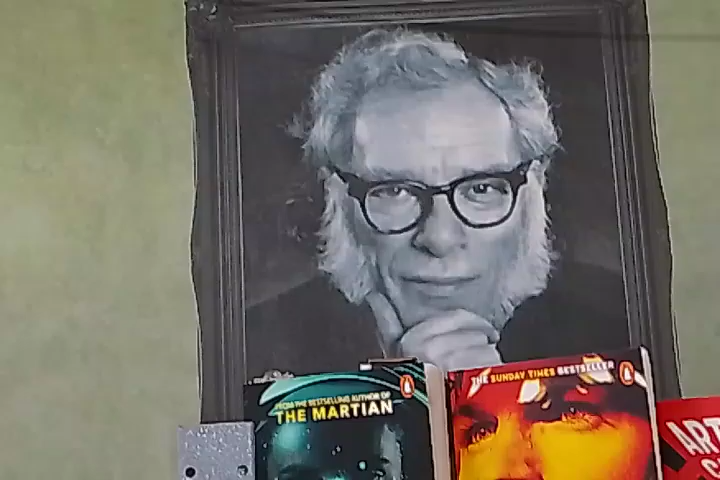 FROM THE BESTSELLING AUTHOR OF
THE MARTIAN
THE SUNDAY TIMES BESTSELLER